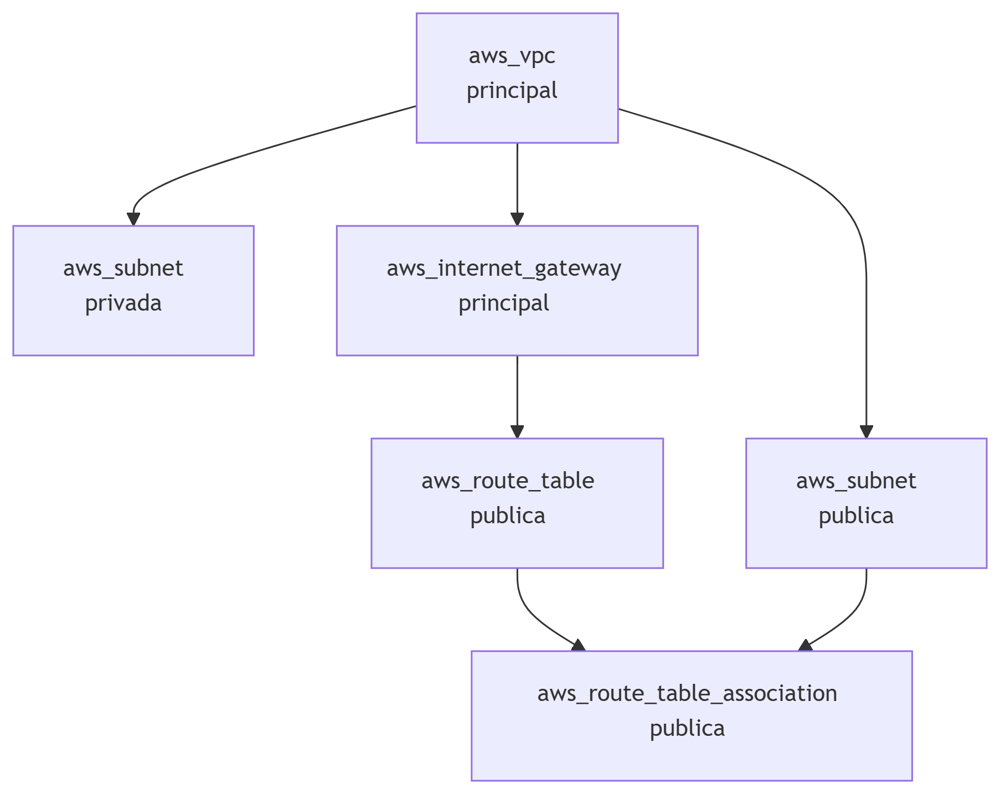 aws_vpc
principal
aws_subnet
privada
aws_internet_gateway
principal
aws_route_table
publica
aws_subnet
publica
aws_route_table_association
publica